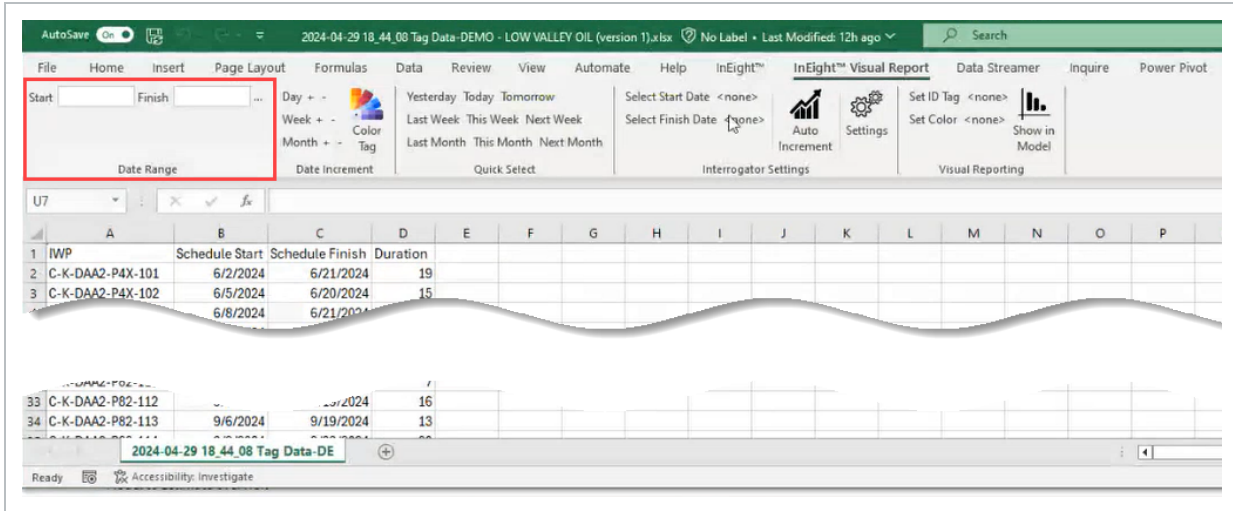 AutoSave On 2024-04-29 18_44_08 Tag Data-DEMO - LOW VALLEY OIL (version 1).xlsx No Label • Last Modified: 12h ago Search
File Home Insert Page Layout Formulas Data Review View Automate Help InEight™ InEight™ Visual Report Data Streamer Inquire Power Pivot
Start Finish ... Day + - Yesterday Today Tomorrow Select Start Date <none> Set ID Tag <none>
Week + - Last Week This Week Next Week Select Finish Date <none> Set Color <none>
Month + - Last Month This Month Next Month
Color Tag
Auto Increment
Settings
Show in Model
Date Range Date Increment Quick Select Interrogator Settings Visual Reporting
U7 fx
A B C D E F G H I J K L M N O P
1 IWP Schedule Start Schedule Finish Duration
2 C-K-DAA2-P4X-101 6/2/2024 6/21/2024 19
3 C-K-DAA2-P4X-102 6/5/2024 6/20/2024 15
6/8/2024
33 C-K-DAA2-P82-112 16
34 C-K-DAA2-P82-113 9/6/2024 9/19/2024 13
2024-04-29 18_44_08 Tag Data-DE
Ready Accessibility: Investigate